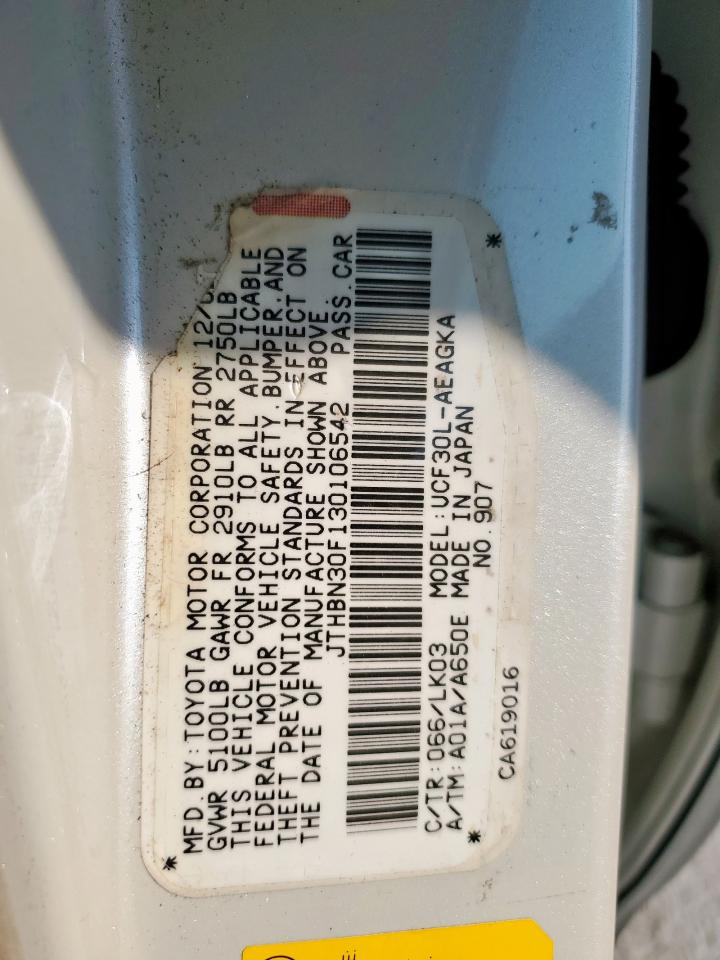 MFD. BY: TOYOTA MOTOR CORPORATION 12/
GVWR 5100LB GAWR FR 2910LB RR 2750LB
THIS VEHICLE CONFORMS TO ALL APPLICABLE
FEDERAL MOTOR VEHICLE SAFETY. BUMPER. AND
THEFT PREVENTION STANDARDS IN EFFECT ON
THE DATE OF MANUFACTURE SHOWN ABOVE.
JTHBN30F130106542 PASS. CAR
C/TR: 066/LK03 MODEL: UCF30L-AEAGKA
A/TM: A01A/A650E MADE IN JAPAN
NO. 907
CA619016